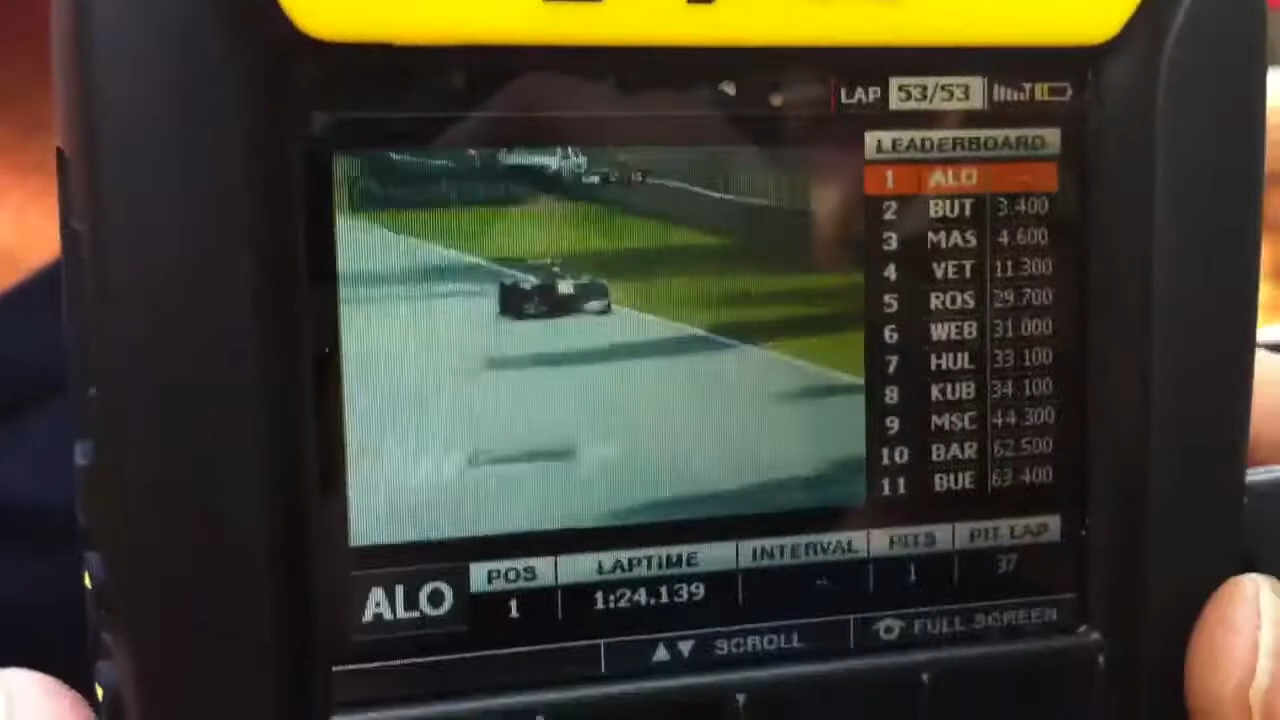 LAP 53/53
LEADERBOARD
1 ALO
2 BUT 3.400
3 MAS 4.600
4 VET 11.300
5 ROS 29.700
6 WEB 31.000
7 HUL 33.100
8 KUB 34.100
9 MSC 44.300
10 BAR 62.500
11 BUE 63.400
POS LAPTIME INTERVAL PITS PIT LAP
ALO 1 1:24.139 -- 1 37
▲▼ SCROLL FULL SCREEN